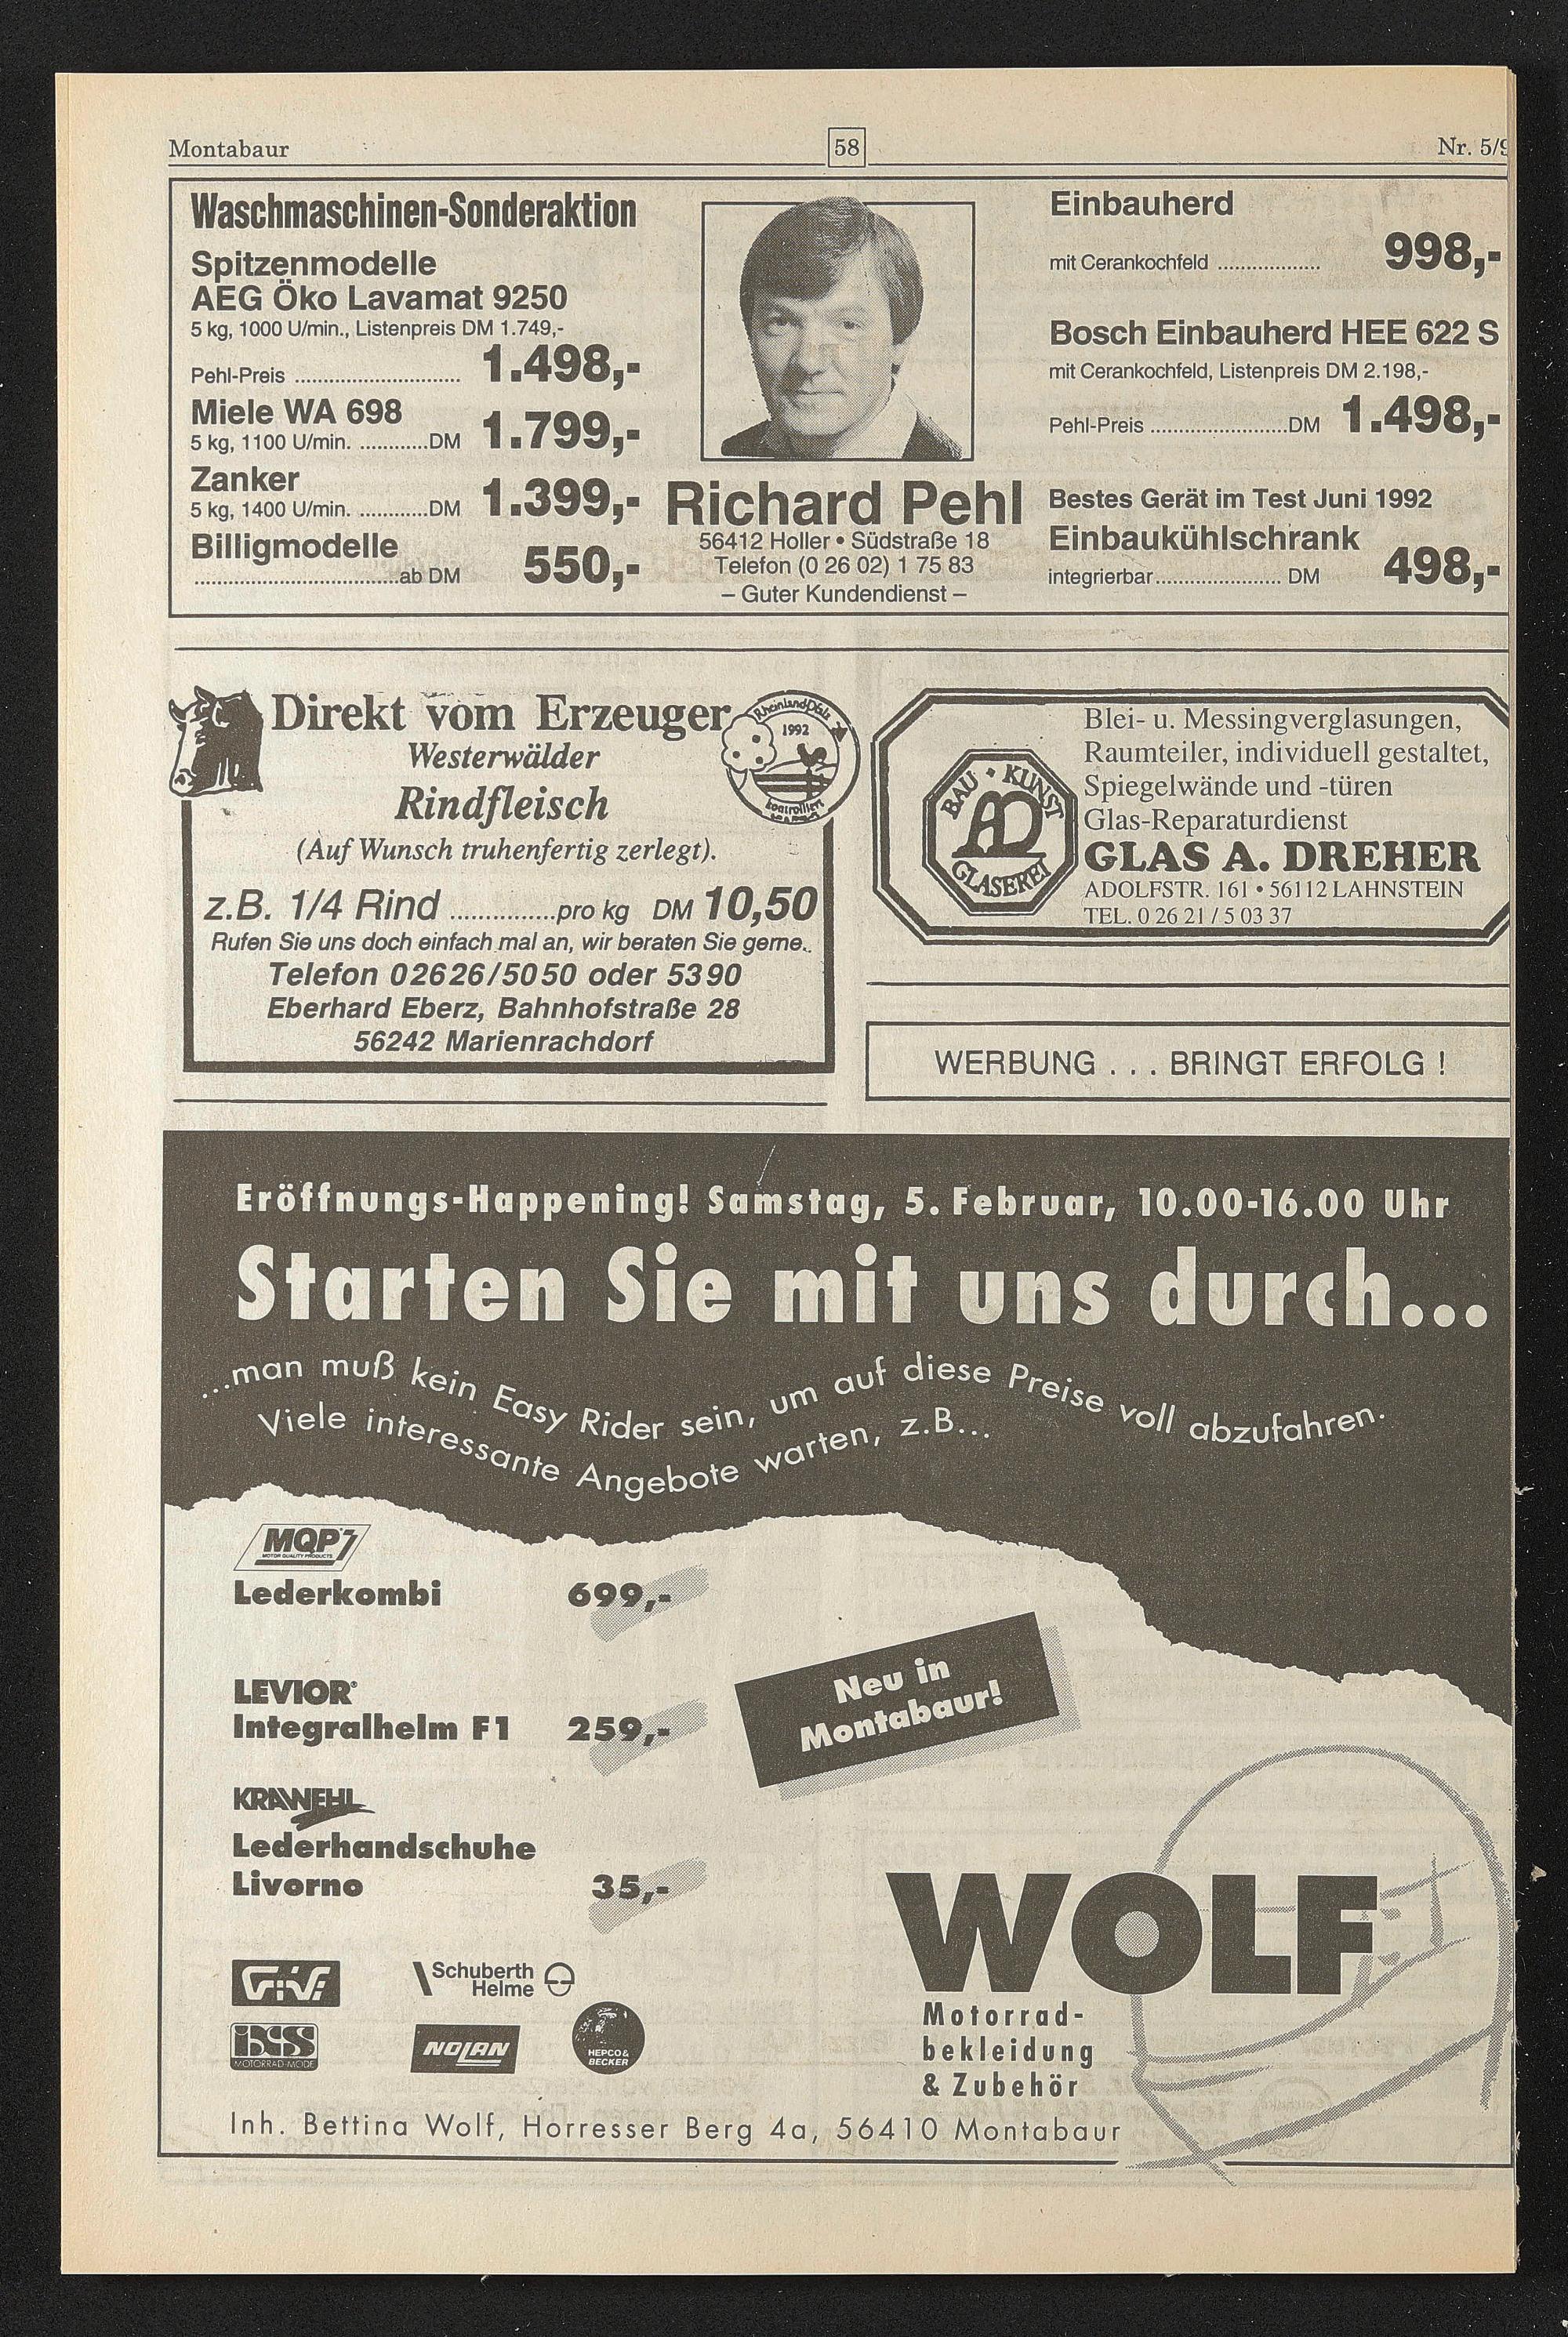 Montabaur
58
Nr. 5/9
Waschmaschinen-Sonderaktion
Spitzenmodelle
AEG Öko Lavamat 9250
5 kg, 1000 U/min., Listenpreis DM 1.749,-
Pehl-Preis ............................ 1.498,-
Miele WA 698
5 kg, 1100 U/min. ............DM 1.799,-
Zanker
5 kg, 1400 U/min. ............DM 1.399,-
Billigmodelle
...................................ab DM 550,-
Richard Pehl
56412 Holler • Südstraße 18
Telefon (0 26 02) 1 75 83
– Guter Kundendienst –
Einbauherd
mit Cerankochfeld .................. 998,-
Bosch Einbauherd HEE 622 S
mit Cerankochfeld, Listenpreis DM 2.198,-
Pehl-Preis ........................DM 1.498,-
Bestes Gerät im Test Juni 1992
Einbaukühlschrank
integrierbar...................... DM 498,-
Direkt vom Erzeuger
Westerwälder
Rindfleisch
(Auf Wunsch truhenfertig zerlegt).
z.B. 1/4 Rind ...............pro kg DM 10,50
Rufen Sie uns doch einfach mal an, wir beraten Sie gerne..
Telefon 02626/5050 oder 5390
Eberhard Eberz, Bahnhofstraße 28
56242 Marienrachdorf
Rheinland-Pfalz
1992
kontrolliert
BAU • KUNST
AD
GLASEREI
Blei- u. Messingverglasungen,
Raumteiler, individuell gestaltet,
Spiegelwände und -türen
Glas-Reparaturdienst
GLAS A. DREHER
ADOLFSTR. 161 • 56112 LAHNSTEIN
TEL. 0 26 21 / 5 03 37
WERBUNG . . . BRINGT ERFOLG !
Eröffnungs-Happening! Samstag, 5. Februar, 10.00-16.00 Uhr
Starten Sie mit uns durch...
...man muß kein Easy Rider sein, um auf diese Preise voll abzufahren.
Viele interessante Angebote warten, z.B...
MQP
MOTOR QUALITY PRODUCTS
Lederkombi 699,-
LEVIOR®
Integralhelm F1 259,-
KRAWEHL
Lederhandschuhe
Livorno 35,-
Neu in
Montabaur!
Schuberth
Helme
MOTORRAD-MODE
NOLAN
HEPCO &
BECKER
WOLF
Motorrad-
bekleidung
& Zubehör
Inh. Bettina Wolf, Horresser Berg 4a, 56410 Montabaur